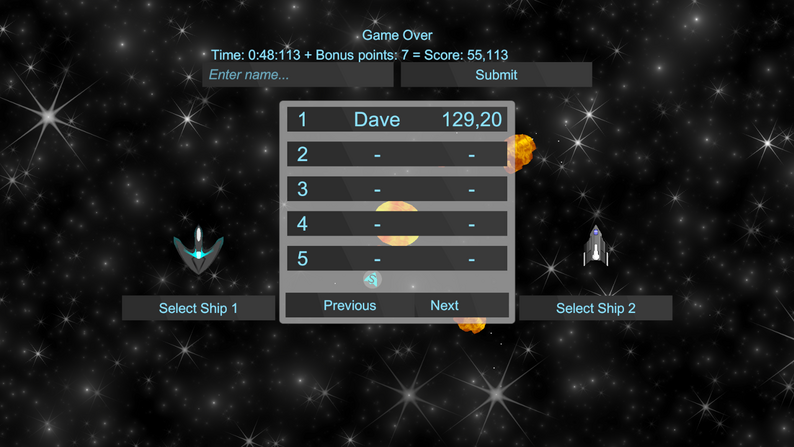 Game Over
Time: 0:48:113 + Bonus points: 7 = Score: 55,113
Enter name... Submit
1 Dave 129,20
2 - -
3 - -
4 - -
5 - -
Previous Next
Select Ship 1 Select Ship 2